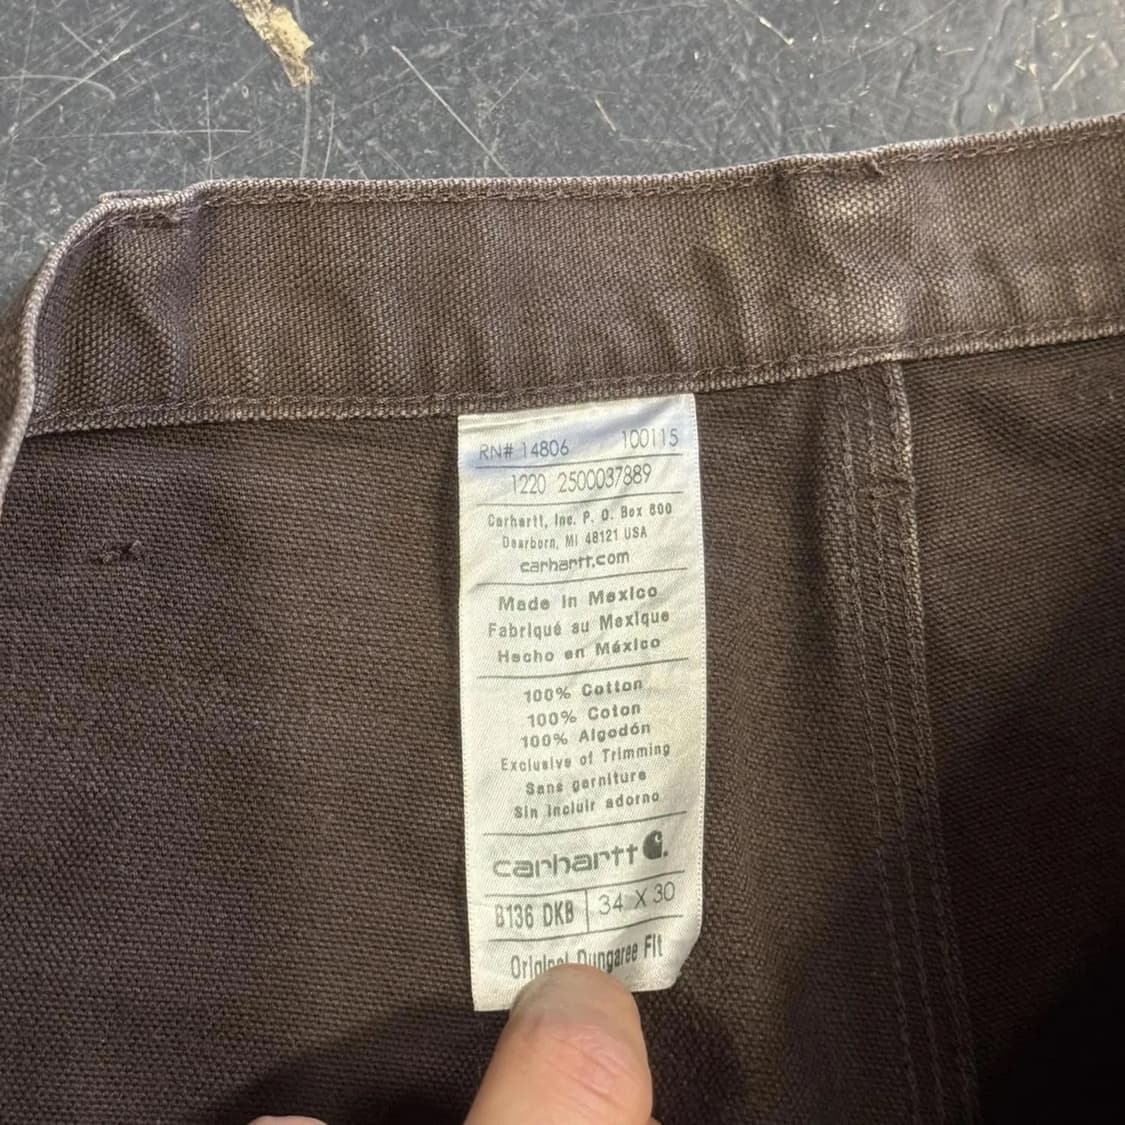 RN# 14806 100115
1220 2500037889
Carhartt, Inc. P. O. Box 600
Dearborn, MI 48121 USA
carhartt.com
Made in Mexico
Fabriqué au Mexique
Hecho en México
100% Cotton
100% Coton
100% Algodón
Exclusive of Trimming
Sans garniture
Sin incluir adorno
carhartt
B136 DKB 34 X 30
Original Dungaree Fit